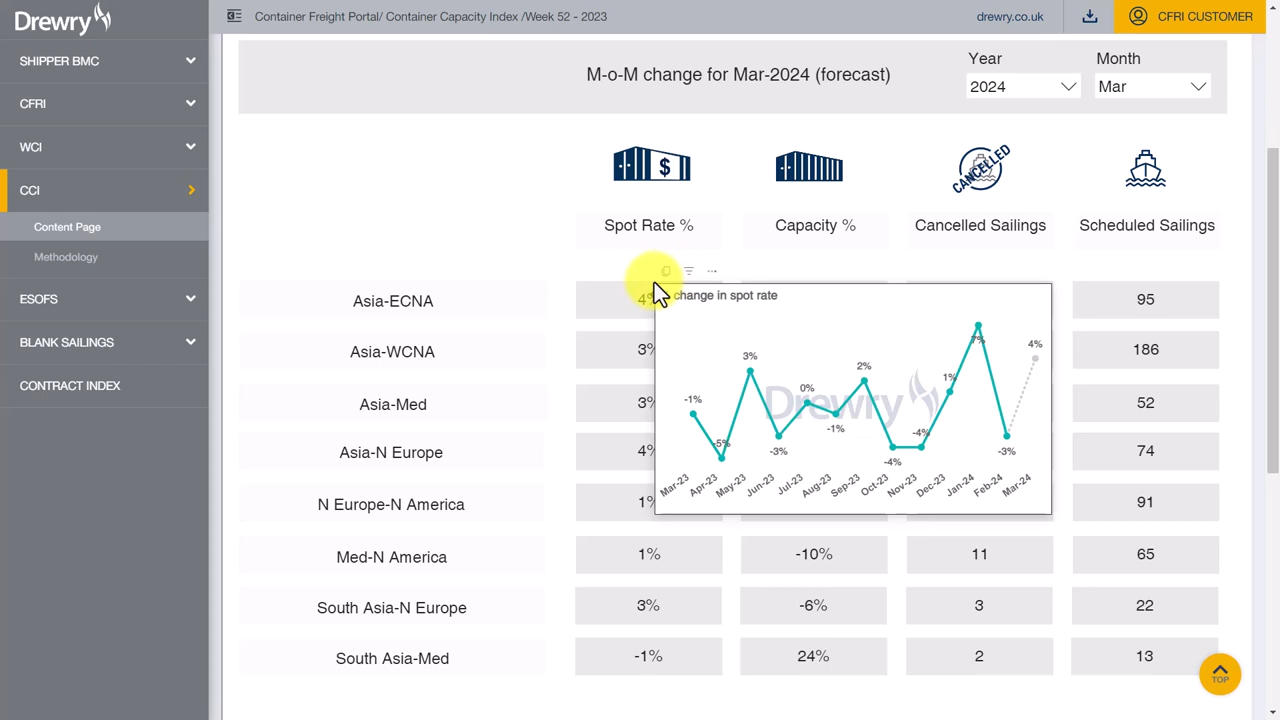 Drewry
Container Freight Portal/ Container Capacity Index /Week 52 - 2023
drewry.co.uk
CFRI CUSTOMER
SHIPPER BMC
CFRI
WCI
CCI
Content Page
Methodology
ESOFS
BLANK SAILINGS
CONTRACT INDEX
M-o-M change for Mar-2024 (forecast)
Year
2024
Month
Mar
CANCELLED
Spot Rate %
Capacity %
Cancelled Sailings
Scheduled Sailings
Asia-ECNA
4%
95
Asia-WCNA
3%
186
Asia-Med
3%
52
Asia-N Europe
4%
74
N Europe-N America
1%
91
Med-N America
1%
-10%
11
65
South Asia-N Europe
3%
-6%
3
22
South Asia-Med
-1%
24%
2
13
change in spot rate
-1%
-5%
3%
-3%
0%
-1%
2%
-4%
-4%
1%
7%
-3%
4%
Drewry
Mar-23
Apr-23
May-23
Jun-23
Jul-23
Aug-23
Sep-23
Oct-23
Nov-23
Dec-23
Jan-24
Feb-24
Mar-24
TOP